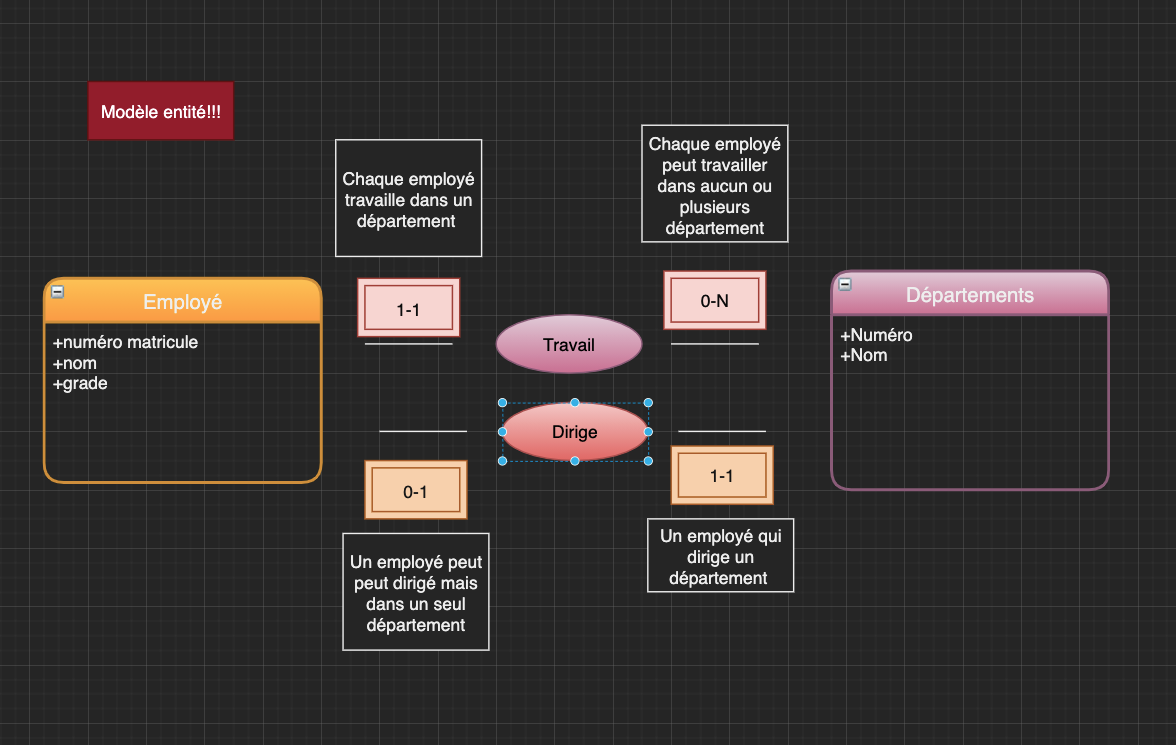 Modèle entité!!!
Chaque employé
travaille dans un
département
Chaque employé
peut travailler
dans aucun ou
plusieurs
département
Employé
+numéro matricule
+nom
+grade
1-1
Travail
0-N
Départements
+Numéro
+Nom
Dirige
0-1
1-1
Un employé peut
peut dirigé mais
dans un seul
département
Un employé qui
dirige un
département